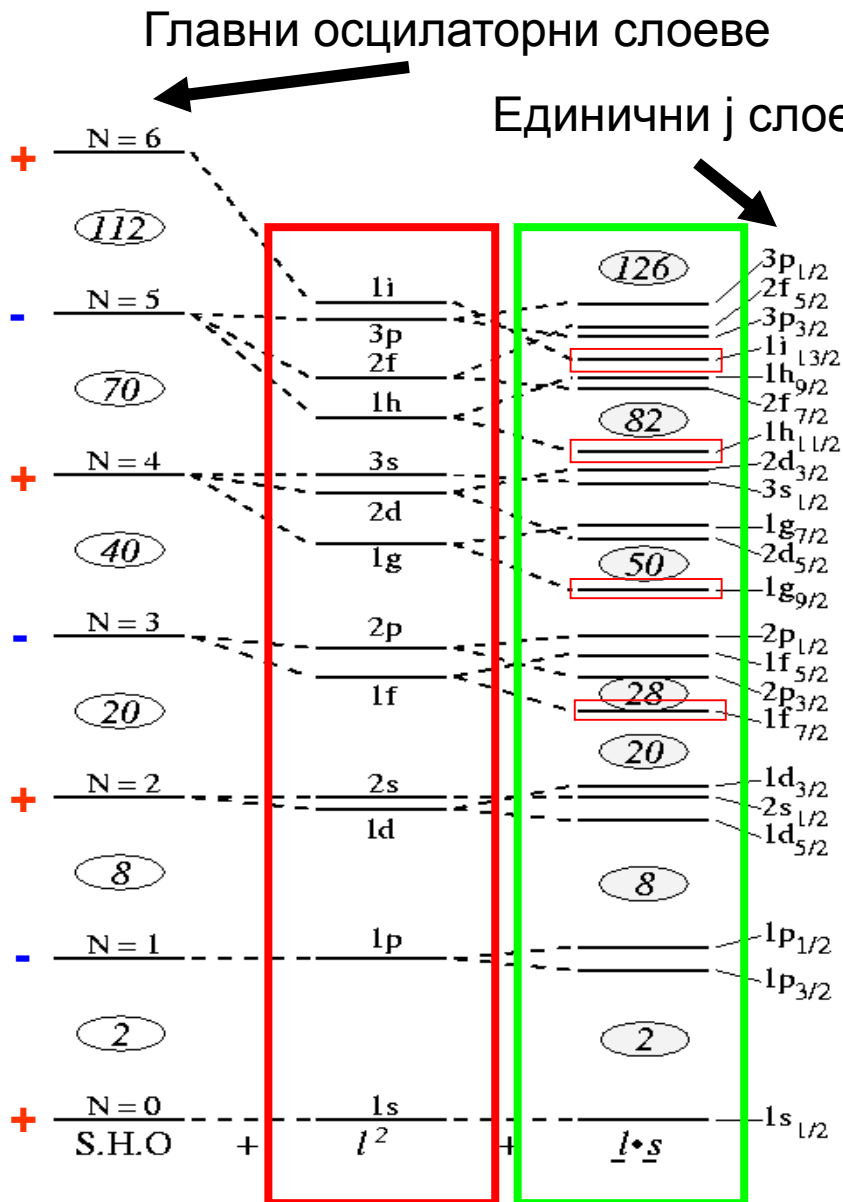 Главни осцилаторни слоеве
Единични j слое
+ N = 6
112
- N = 5
70
+ N = 4
40
- N = 3
20
+ N = 2
8
- N = 1
2
+ N = 0
S.H.O
+
1i
3p
2f
1h
3s
2d
1g
2p
1f
2s
1d
1p
1s
l²
+
126
82
50
28
20
8
2
l•s
3p1/2
2f5/2
3p3/2
1i13/2
1h9/2
2f7/2
1h11/2
2d3/2
3s1/2
1g7/2
2d5/2
1g9/2
2p1/2
1f5/2
2p3/2
1f7/2
1d3/2
2s1/2
1d5/2
1p1/2
1p3/2
1s1/2